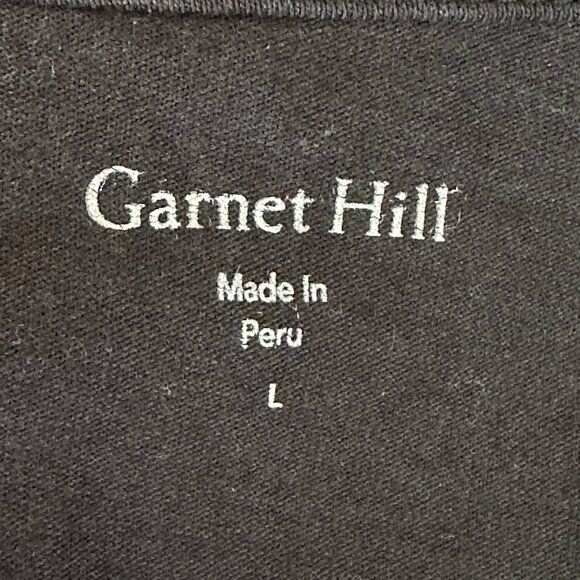 Garnet Hill
Made In
Peru
L